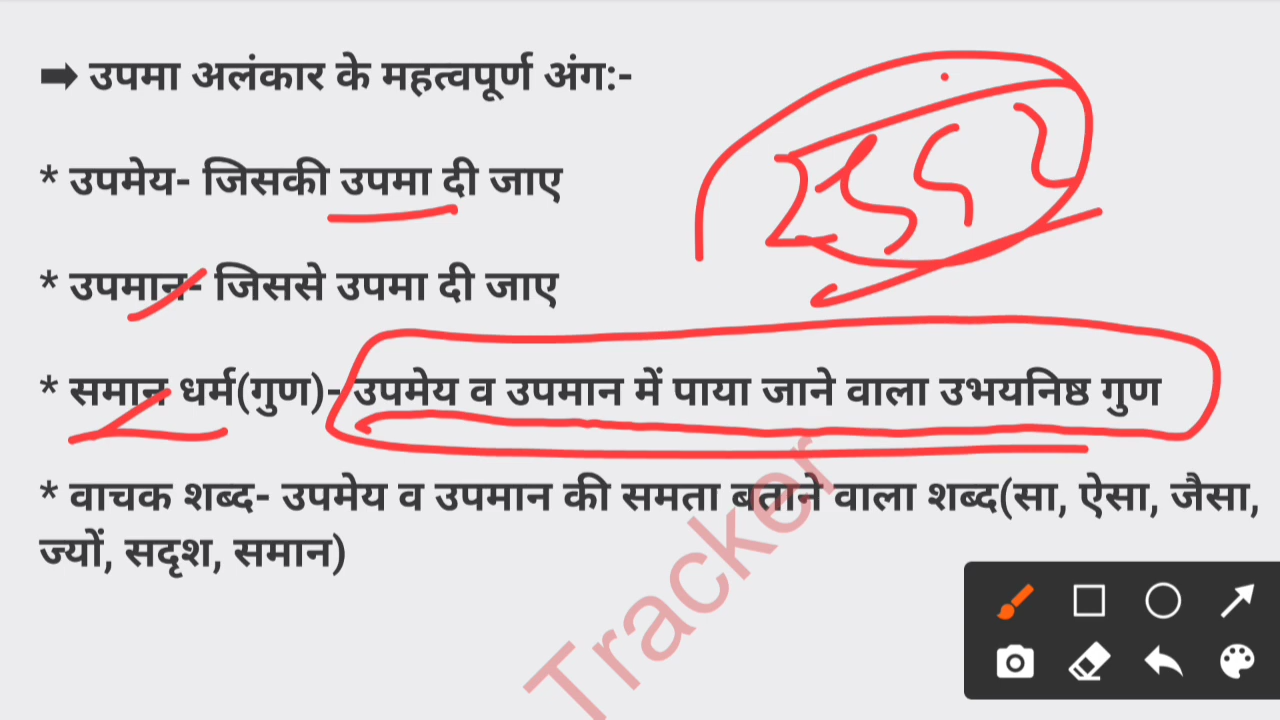 ➡ उपमा अलंकार के महत्वपूर्ण अंग:-
* उपमेय- जिसकी उपमा दी जाए
* उपमान- जिससे उपमा दी जाए
* समान धर्म(गुण)- उपमेय व उपमान में पाया जाने वाला उभयनिष्ठ गुण
* वाचक शब्द- उपमेय व उपमान की समता बताने वाला शब्द(सा, ऐसा, जैसा,
ज्यों, सदृश, समान)
Tracker